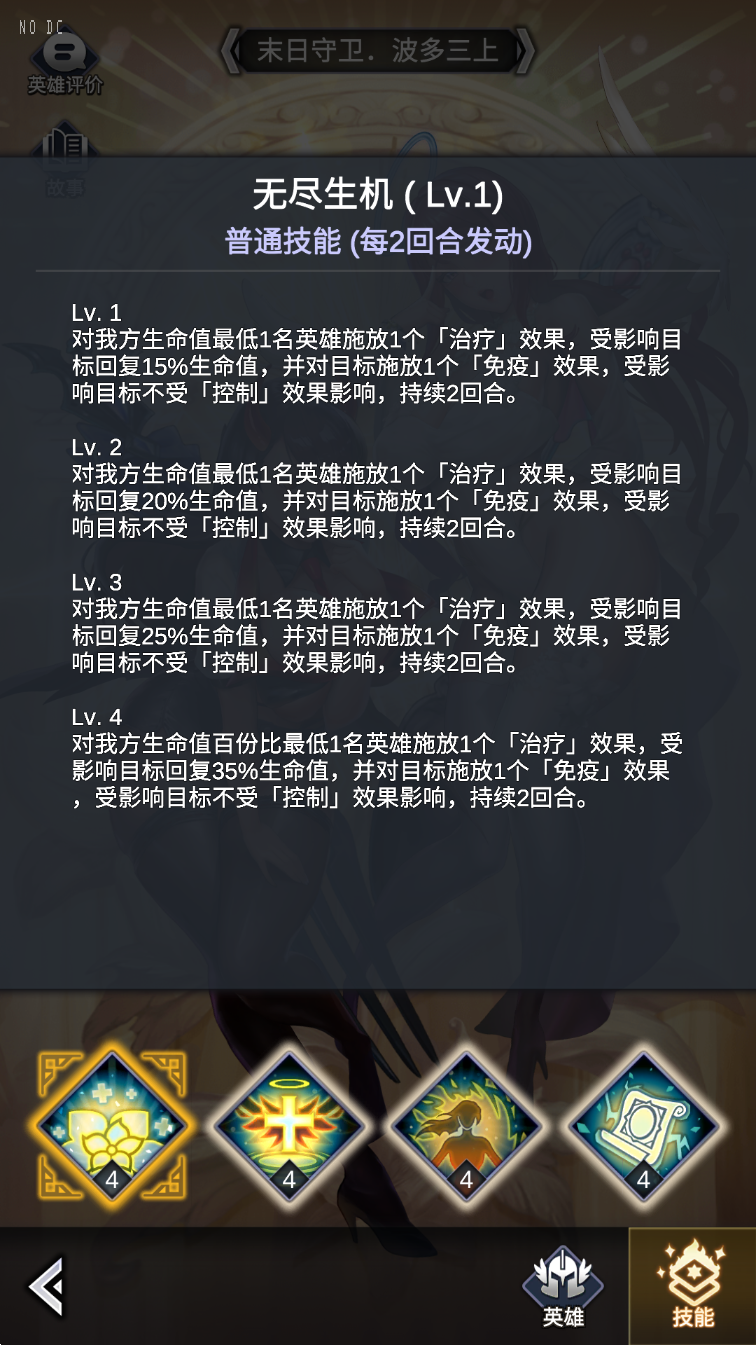 NO DC
末日守卫．波多三上
英雄评价
故事
无尽生机 ( Lv.1)
普通技能 (每2回合发动)
Lv. 1
对我方生命值最低1名英雄施放1个「治疗」效果，受影响目
标回复15%生命值，并对目标施放1个「免疫」效果，受影
响目标不受「控制」效果影响，持续2回合。
Lv. 2
对我方生命值最低1名英雄施放1个「治疗」效果，受影响目
标回复20%生命值，并对目标施放1个「免疫」效果，受影
响目标不受「控制」效果影响，持续2回合。
Lv. 3
对我方生命值最低1名英雄施放1个「治疗」效果，受影响目
标回复25%生命值，并对目标施放1个「免疫」效果，受影
响目标不受「控制」效果影响，持续2回合。
Lv. 4
对我方生命值百份比最低1名英雄施放1个「治疗」效果，受
影响目标回复35%生命值，并对目标施放1个「免疫」效果
，受影响目标不受「控制」效果影响，持续2回合。
4
4
4
4
英雄
技能